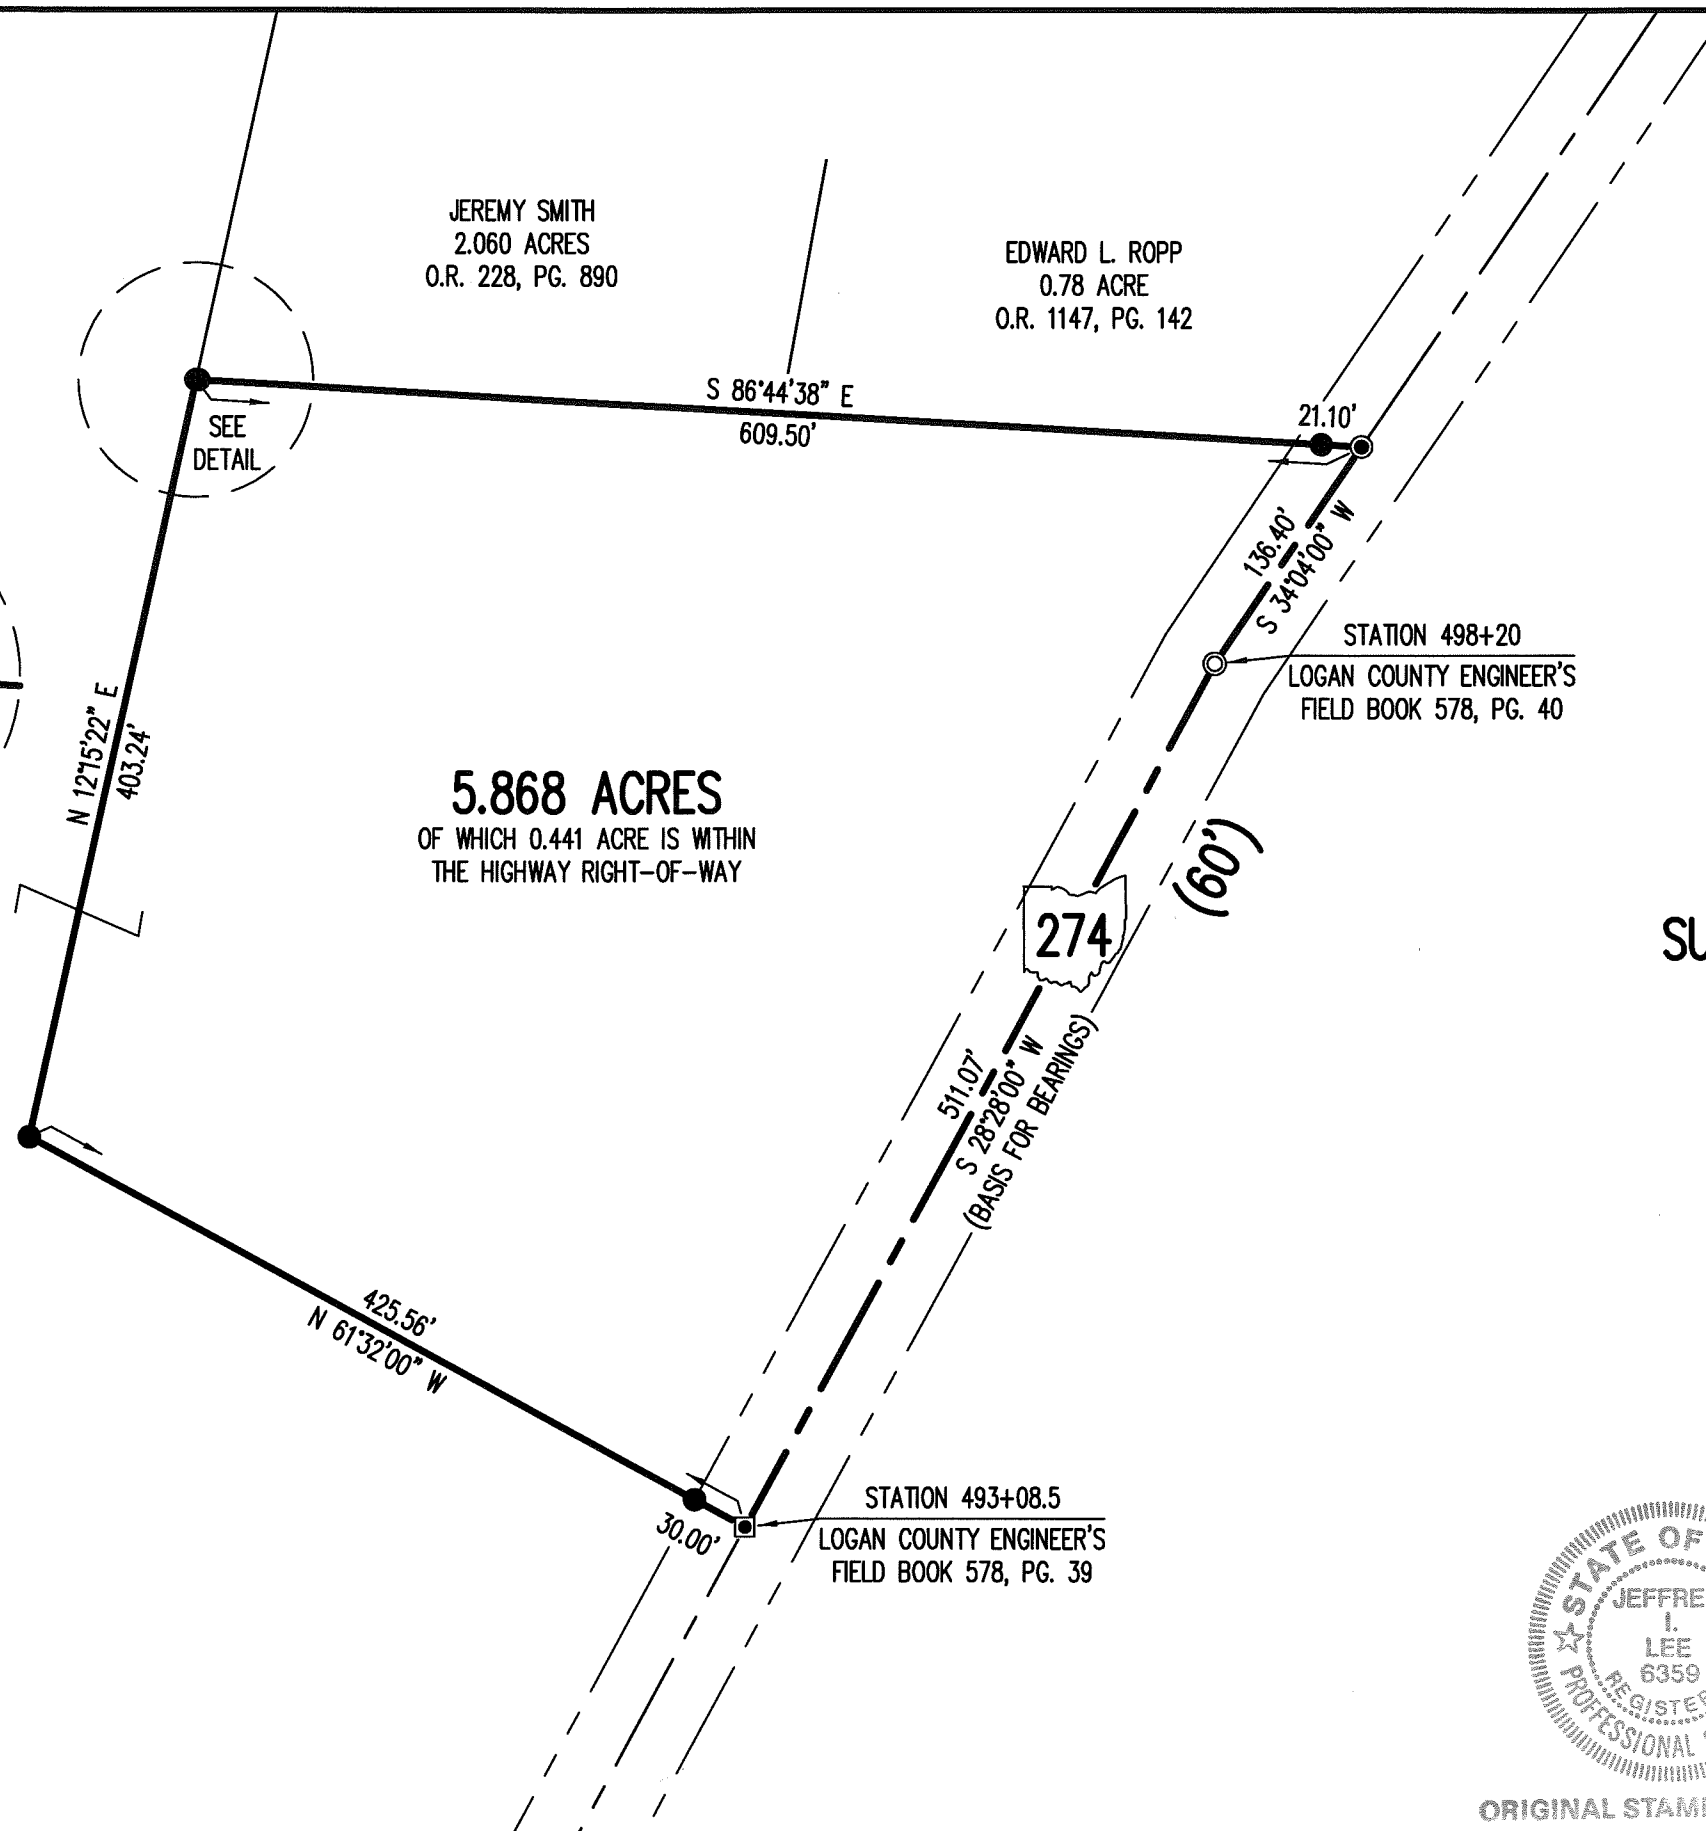 JEREMY SMITH
2.060 ACRES
O.R. 228, PG. 890
EDWARD L. ROPP
0.78 ACRE
O.R. 1147, PG. 142
S 86°44'38" E
609.50'
21.10'
SEE
DETAIL
136.40'
S 34°04'00" W
STATION 498+20
LOGAN COUNTY ENGINEER'S
FIELD BOOK 578, PG. 40
N 12°15'22" E
403.24'
5.868 ACRES
OF WHICH 0.441 ACRE IS WITHIN
THE HIGHWAY RIGHT-OF-WAY
(60')
274
SU
511.07'
S 28°28'00" W
(BASIS FOR BEARINGS)
425.56'
N 61°32'00" W
30.00'
STATION 493+08.5
LOGAN COUNTY ENGINEER'S
FIELD BOOK 578, PG. 39
STATE OF
JEFFRE
I.
LEE
6359
REGISTER
PROFESSIONAL
ORIGINAL STAM